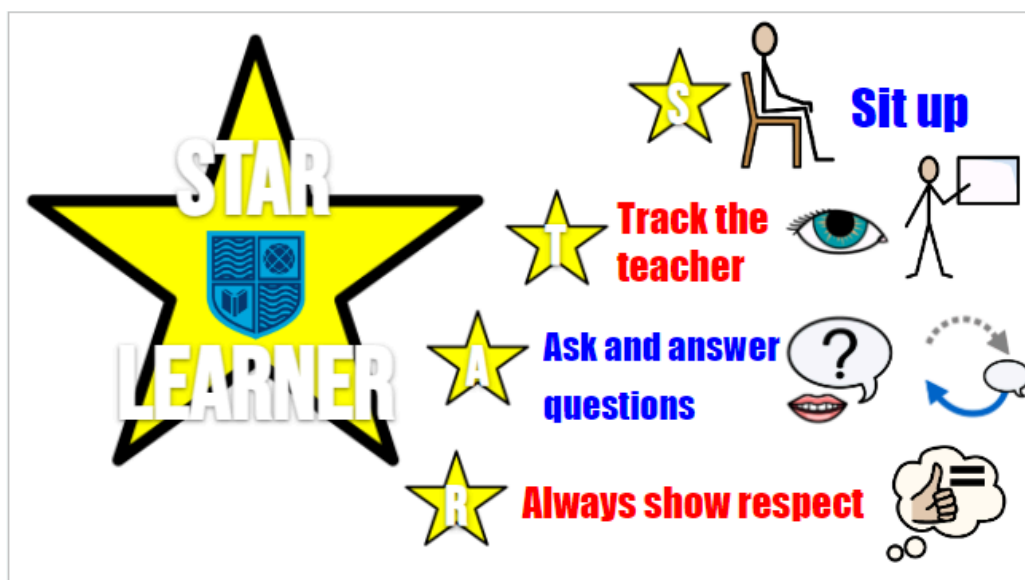 STAR
LEARNER
S
Sit up
T
Track the
teacher
A
Ask and answer
questions
?
R
Always show respect
=